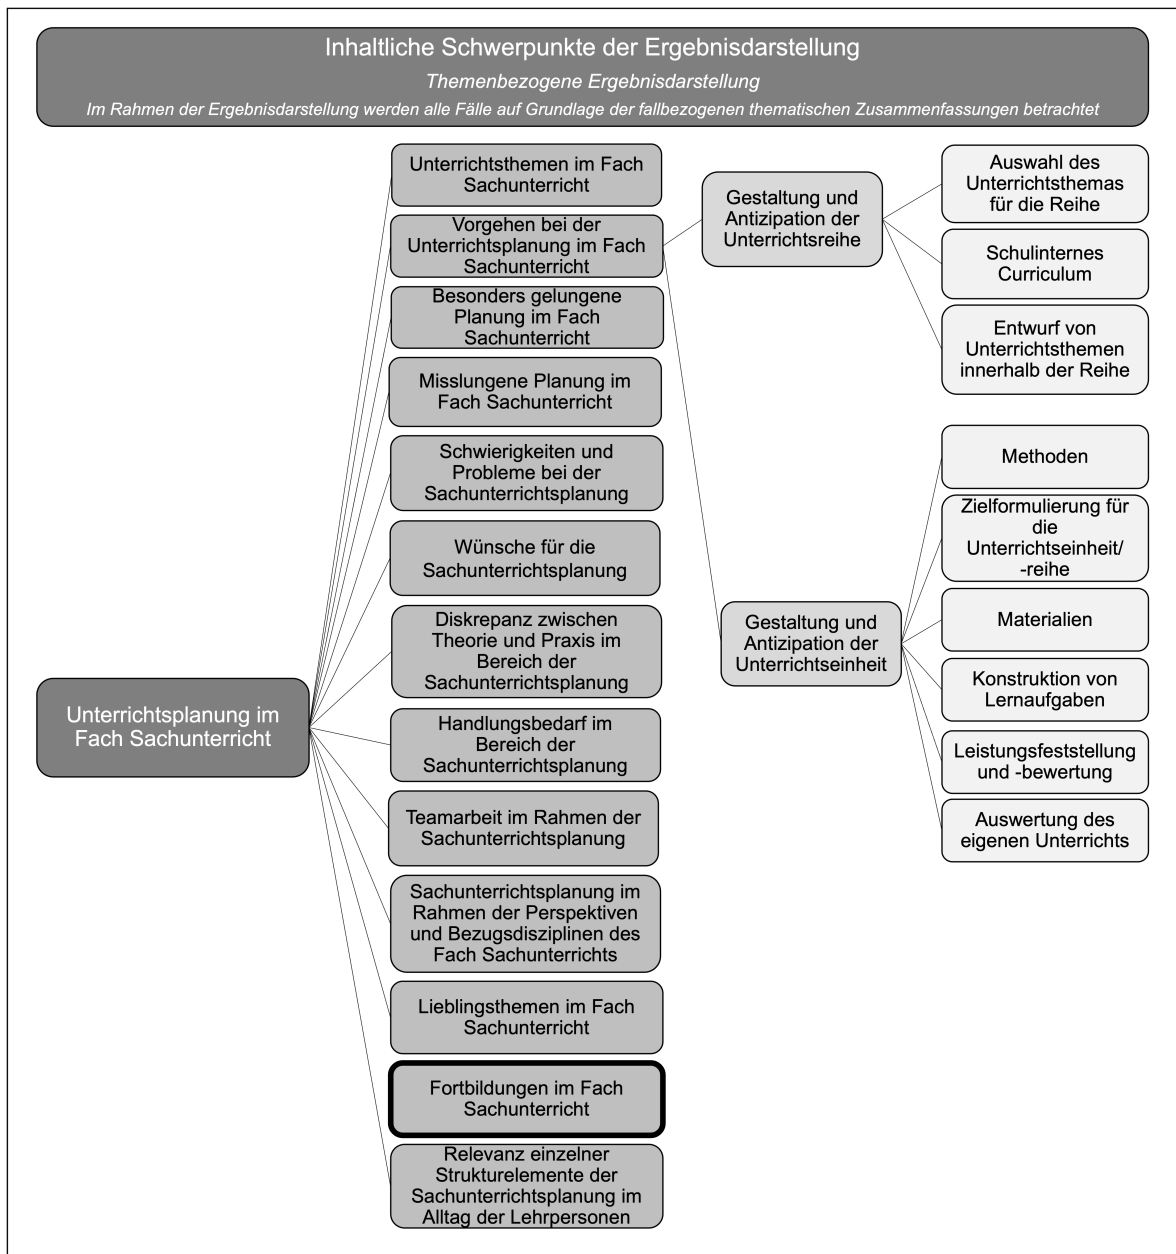 Inhaltliche Schwerpunkte der Ergebnisdarstellung
Themenbezogene Ergebnisdarstellung
Im Rahmen der Ergebnisdarstellung werden alle Fälle auf Grundlage der fallbezogenen thematischen Zusammenfassungen betrachtet
Unterrichtsplanung im
Fach Sachunterricht
Unterrichtsthemen im Fach
Sachunterricht
Vorgehen bei der
Unterrichtsplanung im Fach
Sachunterricht
Besonders gelungene
Planung im Fach
Sachunterricht
Misslungene Planung im
Fach Sachunterricht
Schwierigkeiten und
Probleme bei der
Sachunterrichtsplanung
Wünsche für die
Sachunterrichtsplanung
Diskrepanz zwischen
Theorie und Praxis im
Bereich der
Sachunterrichtsplanung
Handlungsbedarf im
Bereich der
Sachunterrichtsplanung
Teamarbeit im Rahmen der
Sachunterrichtsplanung
Sachunterrichtsplanung im
Rahmen der Perspektiven
und Bezugsdisziplinen des
Fach Sachunterrichts
Lieblingsthemen im Fach
Sachunterricht
Fortbildungen im Fach
Sachunterricht
Relevanz einzelner
Strukturelemente der
Sachunterrichtsplanung im
Alltag der Lehrpersonen
Gestaltung und
Antizipation der
Unterrichtsreihe
Gestaltung und
Antizipation der
Unterrichtseinheit
Auswahl des
Unterrichtsthemas
für die Reihe
Schulinternes
Curriculum
Entwurf von
Unterrichtsthemen
innerhalb der Reihe
Methoden
Zielformulierung für
die
Unterrichtseinheit/
-reihe
Materialien
Konstruktion von
Lernaufgaben
Leistungsfeststellung
und -bewertung
Auswertung des
eigenen Unterrichts